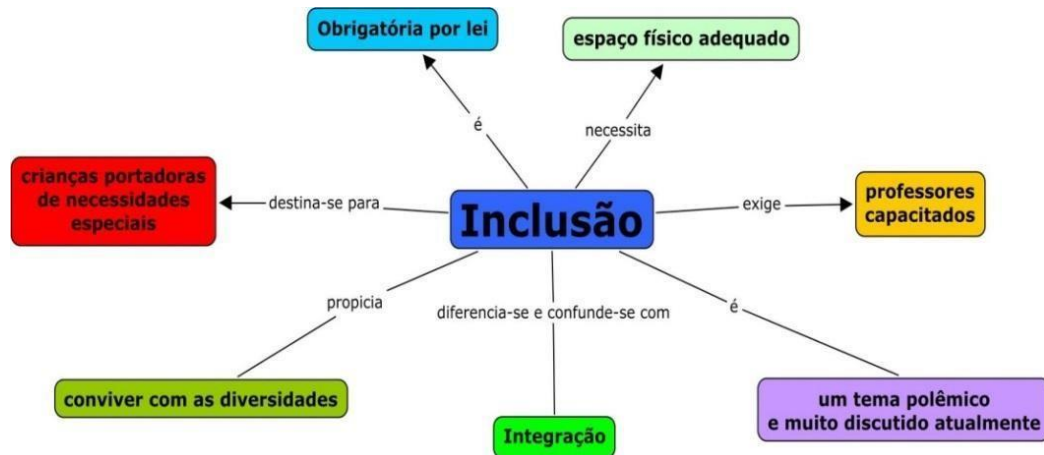 Obrigatória por lei
espaço físico adequado
é
necessita
crianças portadoras
de necessidades
especiais
destina-se para
Inclusão
exige
professores
capacitados
propicia
diferencia-se e confunde-se com
é
conviver com as diversidades
Integração
um tema polêmico
e muito discutido atualmente